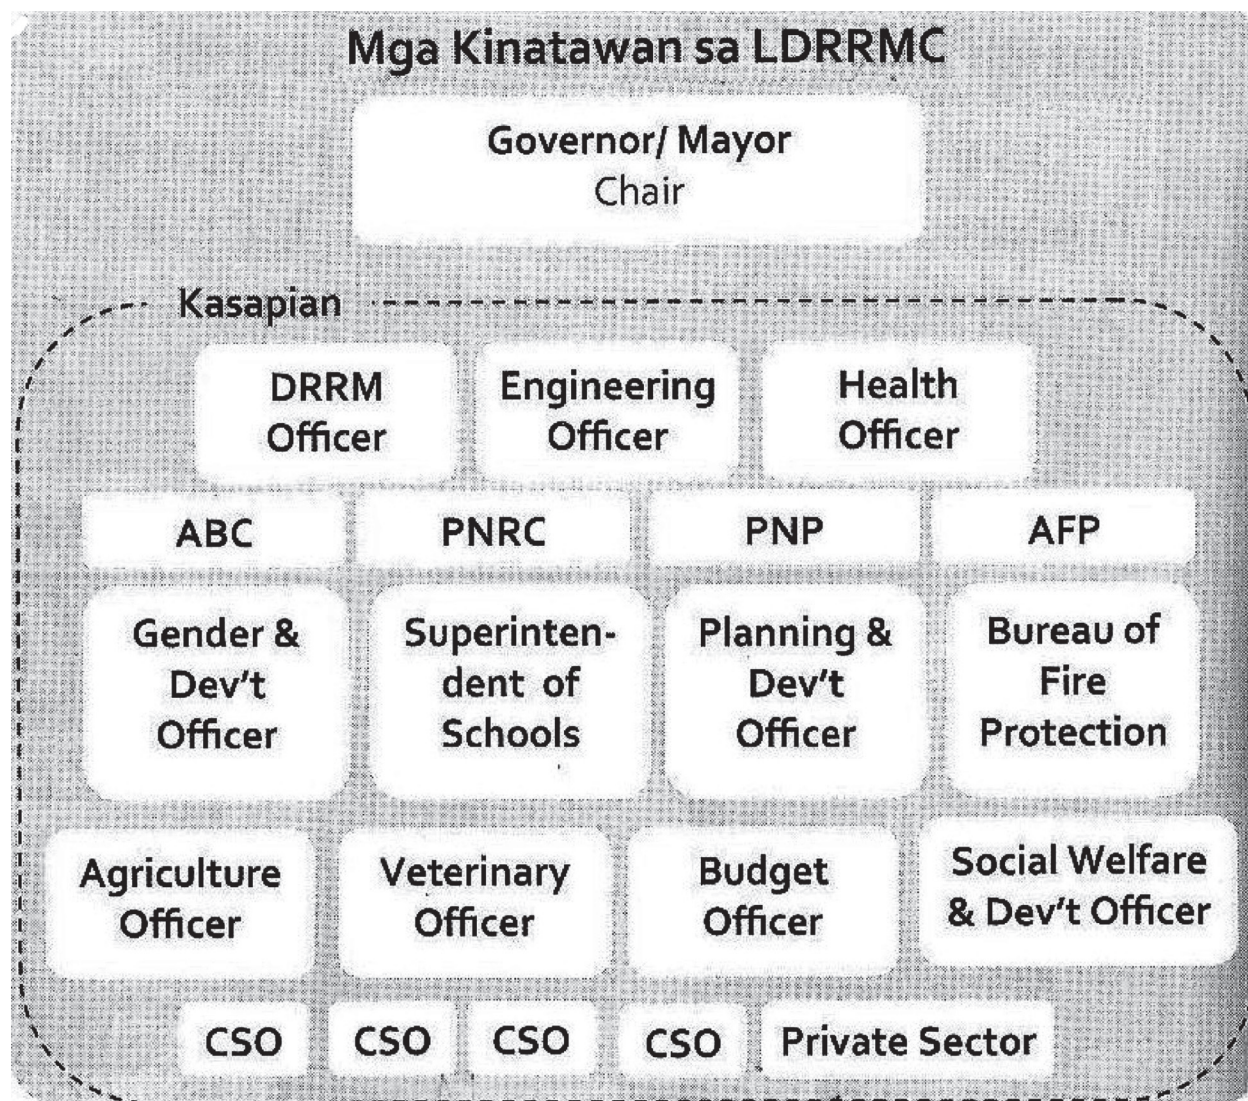 Mga Kinatawan sa LDRRMC
Governor/ Mayor
Chair
Kasapian
DRRM
Officer
Engineering
Officer
Health
Officer
ABC
PNRC
PNP
AFP
Gender &
Dev't
Officer
Superinten-
dent of
Schools
Planning &
Dev't
Officer
Bureau of
Fire
Protection
Agriculture
Officer
Veterinary
Officer
Budget
Officer
Social Welfare
& Dev't Officer
CSO
CSO
CSO
CSO
Private Sector